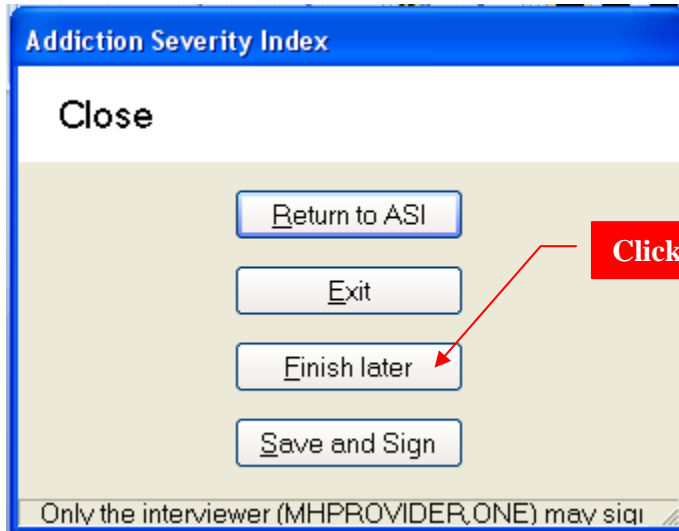 Addiction Severity Index
Close
Return to ASI
Click
Exit
Finish later
Save and Sign
Only the interviewer (MHPROVIDER,ONE) may sign